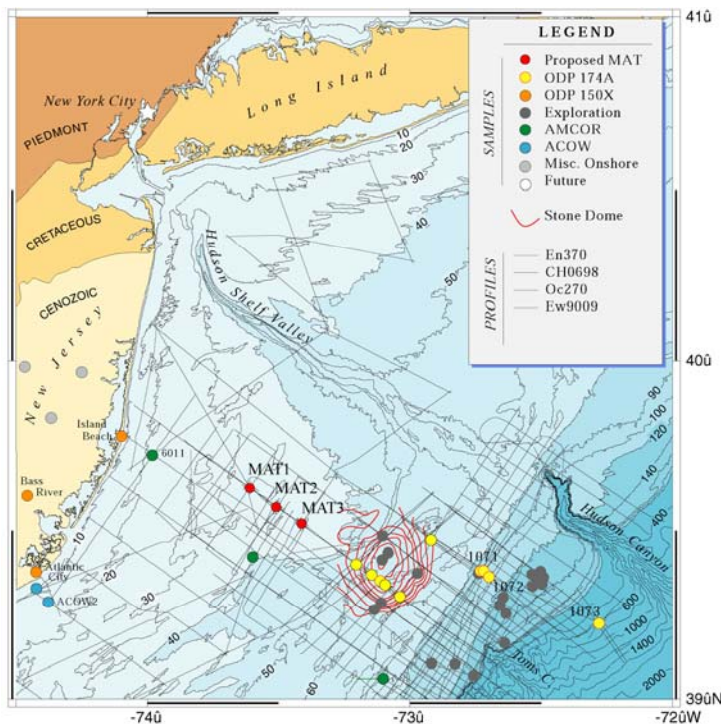 41û
LEGEND
SAMPLES
Proposed MAT
ODP 174A
ODP 150X
Exploration
AMCOR
ACOW
Misc. Onshore
Future
Stone Dome
PROFILES
En370
CH0698
Oc270
Ew9009
New York City
Long Island
PIEDMONT
10
20
30
40
50
CRETACEOUS
Hudson Shelf Valley
CENOZOIC
New Jersey
40û
90
100
120
140
400
Island
Beach
6011
MAT1
MAT2
MAT3
Bass
River
Hudson Canyon
10
Atlantic
City
1071
1072
ACOW2
20
1073
600
1000
1400
2000
30
40
50
60
Toms C
39ûN
-74û
-73û
-72ûW